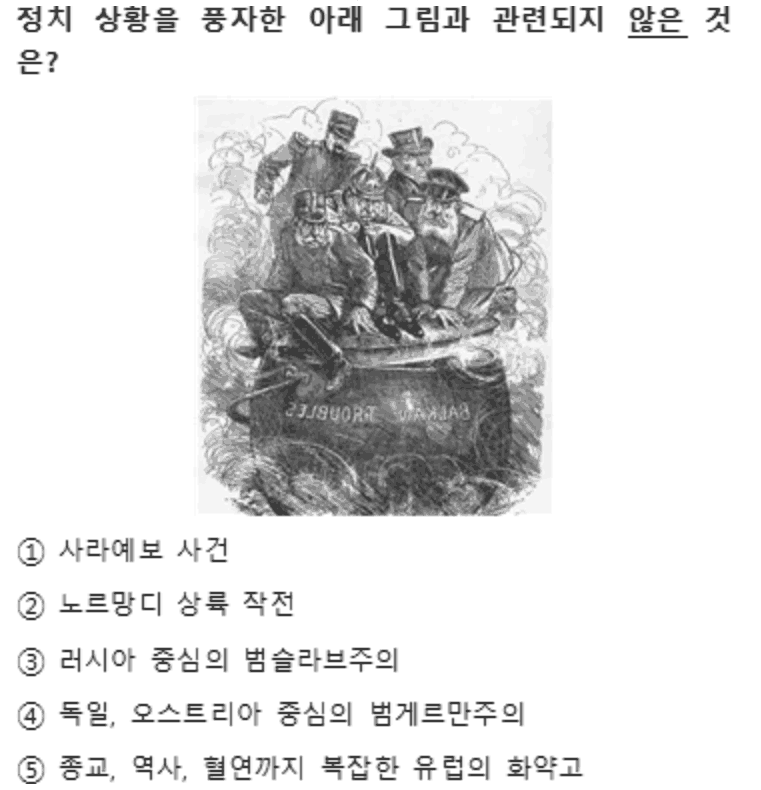 정치 상황을 풍자한 아래 그림과 관련되지 않은 것
은?
BALKAN TROUBLES
① 사라예보 사건
② 노르망디 상륙 작전
③ 러시아 중심의 범슬라브주의
④ 독일, 오스트리아 중심의 범게르만주의
⑤ 종교, 역사, 혈연까지 복잡한 유럽의 화약고